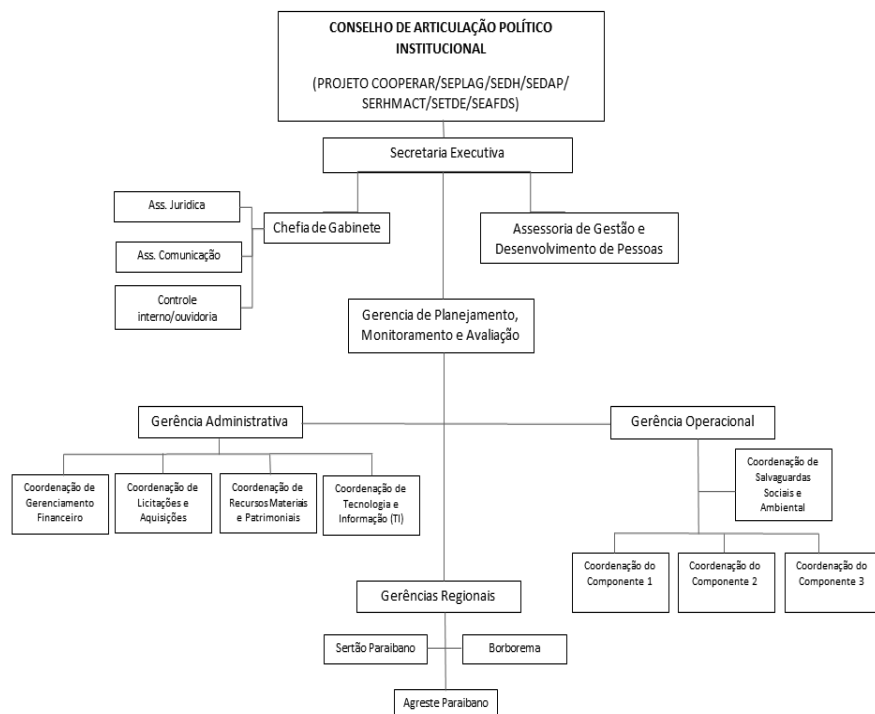 CONSELHO DE ARTICULAÇÃO POLÍTICO
INSTITUCIONAL
(PROJETO COOPERAR/SEPLAG/SEDH/SEDAP/
SERHMACT/SETDE/SEAFDS)
Secretaria Executiva
Ass. Juridica
Chefia de Gabinete
Ass. Comunicação
Controle
interno/ouvidoria
Assessoria de Gestão e
Desenvolvimento de Pessoas
Gerencia de Planejamento,
Monitoramento e Avaliação
Gerência Administrativa
Gerência Operacional
Coordenação de
Gerenciamento
Financeiro
Coordenação de
Licitações e
Aquisições
Coordenação de
Recursos Materiais
e Patrimoniais
Coordenação de
Tecnologia e
Informação (TI)
Coordenação de
Salvaguardas
Sociais e
Ambiental
Coordenação do
Componente 1
Coordenação do
Componente 2
Coordenação do
Componente 3
Gerências Regionais
Sertão Paraibano
Borborema
Agreste Paraibano